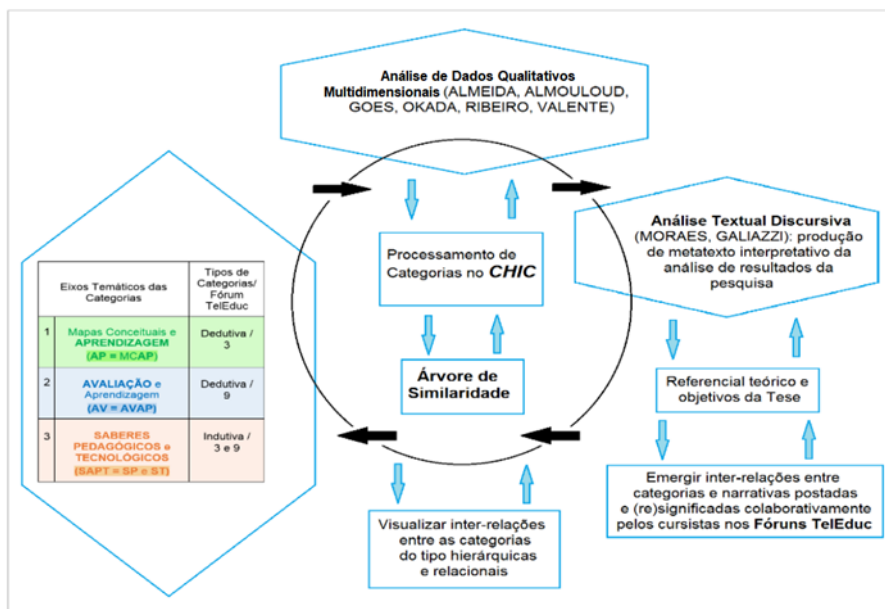 Análise de Dados Qualitativos
Multidimensionais (ALMEIDA, ALMOULOUD,
GOES, OKADA, RIBEIRO, VALENTE)
Processamento de
Categorias no CHIC
Árvore de
Similaridade
Visualizar inter-relações
entre as categorias
do tipo hierárquicas
e relacionais
Análise Textual Discursiva
(MORAES, GALIAZZI): produção
de metatexto interpretativo da
análise de resultados da
pesquisa
Referencial teórico e
objetivos da Tese
Emergir inter-relações entre
categorias e narrativas postadas
e (re)significadas colaborativamente
pelos cursistas nos Fóruns TelEduc
Eixos Temáticos das
Categorias
Tipos de
Categorias/
Fórum
TelEduc
1
Mapas Conceituais e
APRENDIZAGEM
(AP = MCAP)
Dedutiva /
3
2
AVALIAÇÃO e
Aprendizagem
(AV = AVAP)
Dedutiva /
9
3
SABERES
PEDAGÓGICOS e
TECNOLÓGICOS
(SAPT = SP e ST)
Indutiva /
3 e 9